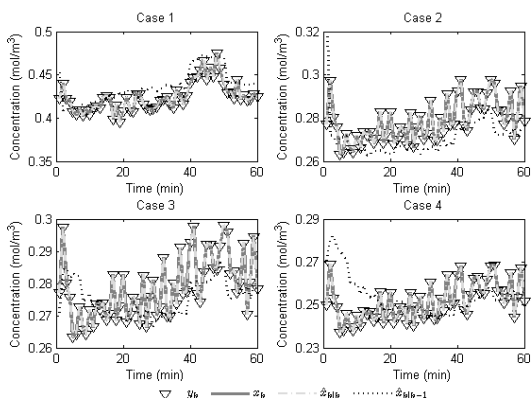 Case 1
Case 2
Concentration (mol/m³)
0.5
0.45
0.4
0.35
0
20
40
60
Time (min)
Concentration (mol/m³)
0.32
0.3
0.28
0.26
0
20
40
60
Time (min)
Case 3
Case 4
Concentration (mol/m³)
0.3
0.29
0.28
0.27
0.26
0
20
40
60
Time (min)
Concentration (mol/m³)
0.29
0.27
0.25
0.23
0
20
40
60
Time (min)
yₖ xₖ x̂ₖ|ₖ x̂ₖ|ₖ₋₁